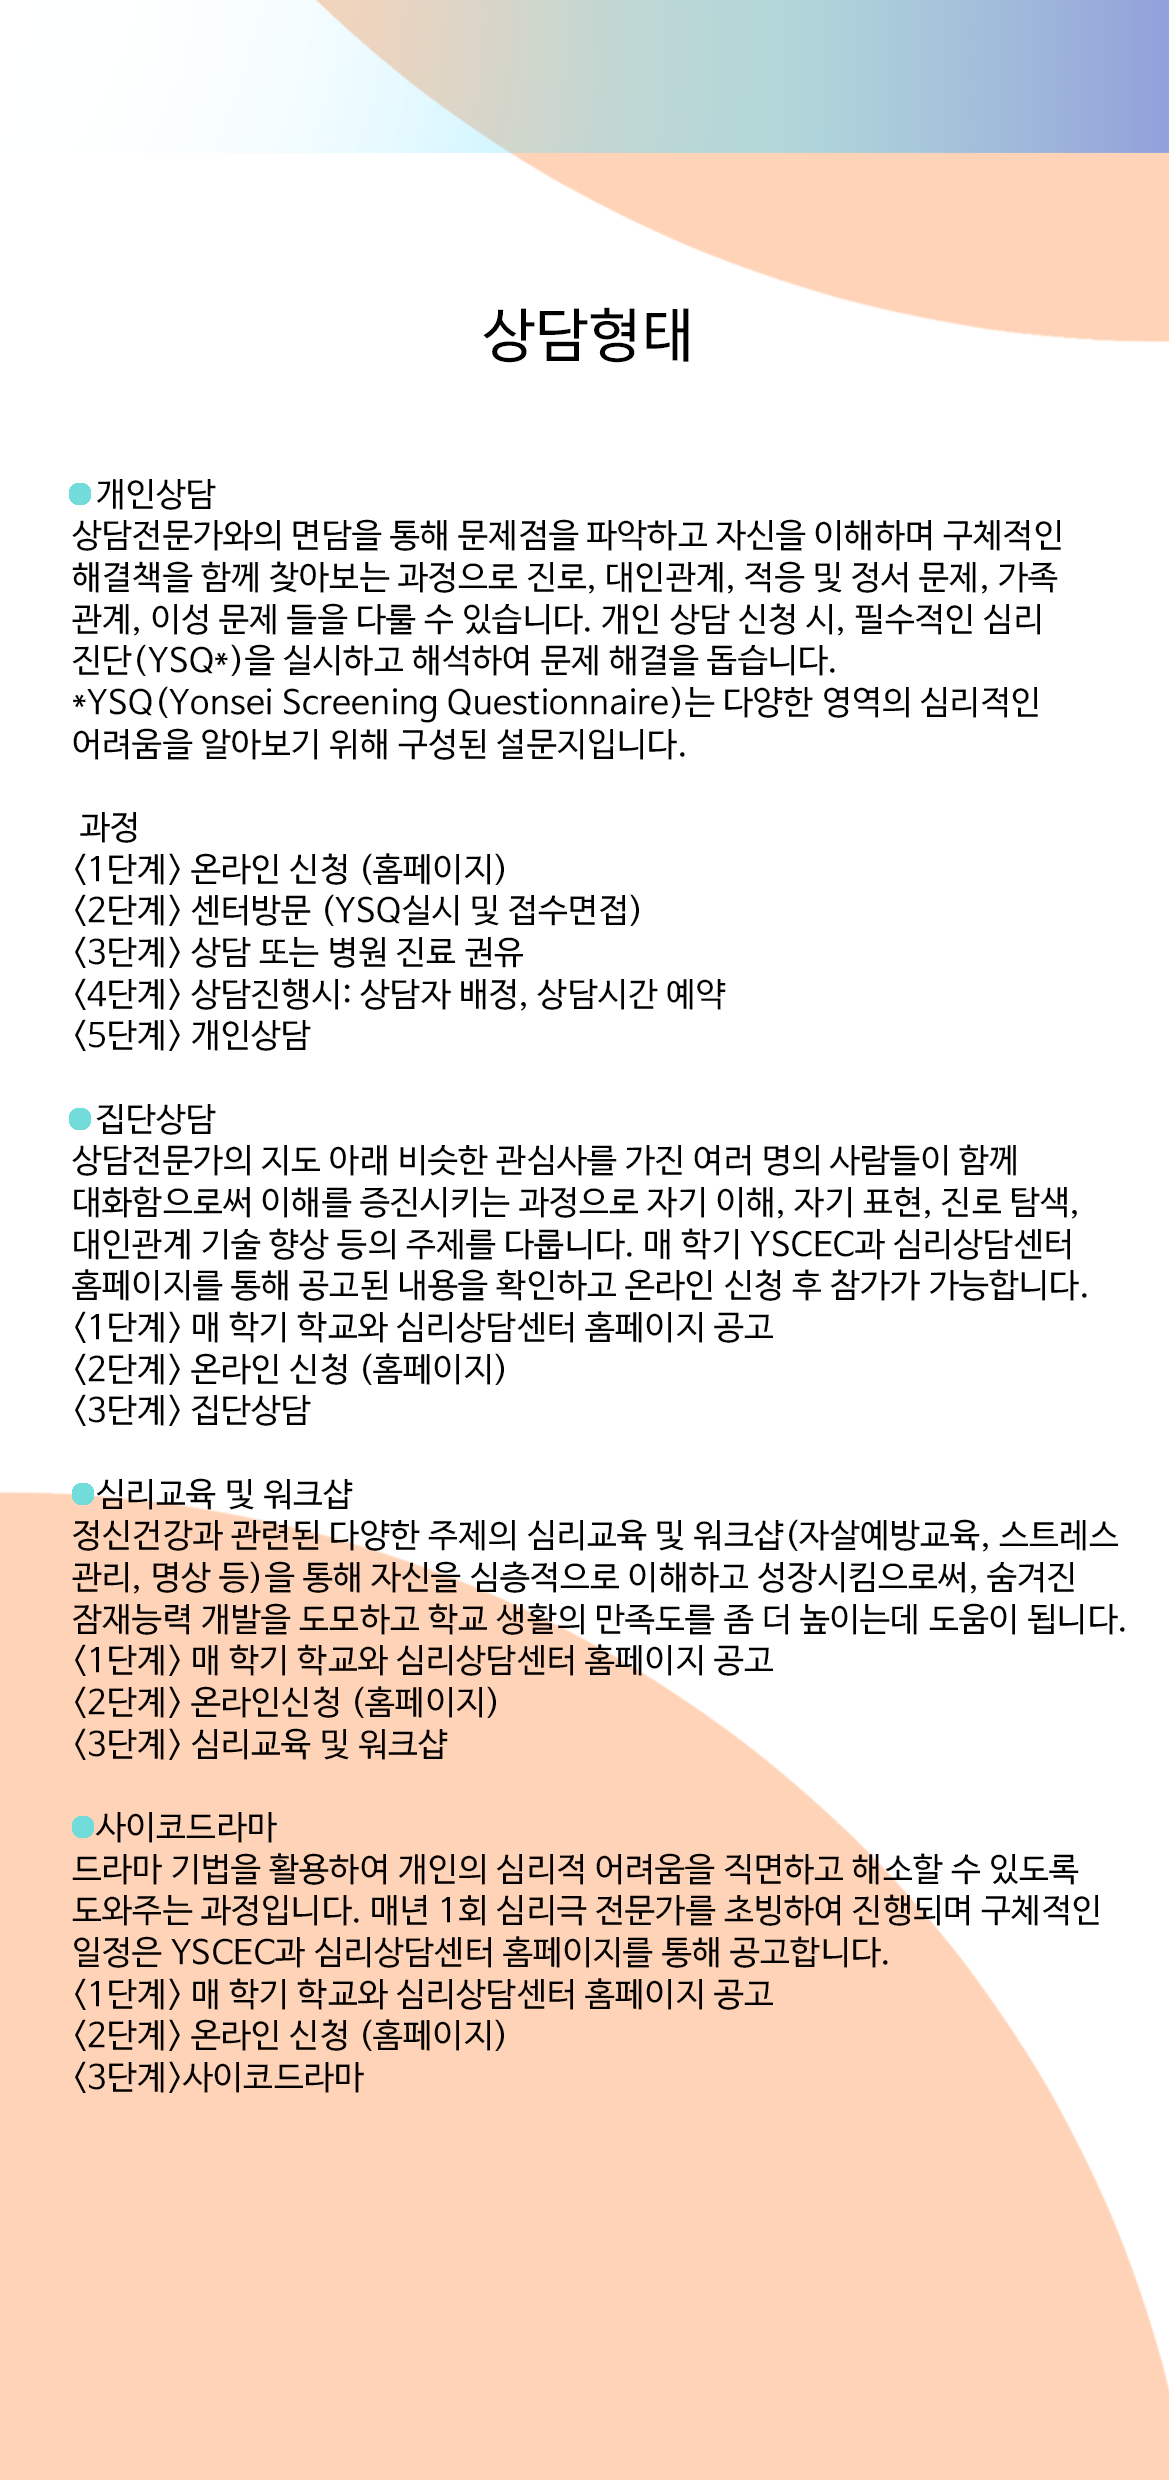 상담형태
개인상담
상담전문가와의 면담을 통해 문제점을 파악하고 자신을 이해하며 구체적인
해결책을 함께 찾아보는 과정으로 진로, 대인관계, 적응 및 정서 문제, 가족
관계, 이성 문제 들을 다룰 수 있습니다. 개인 상담 신청 시, 필수적인 심리
진단(YSQ*)을 실시하고 해석하여 문제 해결을 돕습니다.
*YSQ(Yonsei Screening Questionnaire)는 다양한 영역의 심리적인
어려움을 알아보기 위해 구성된 설문지입니다.
과정
〈1단계〉 온라인 신청 (홈페이지)
〈2단계〉 센터방문 (YSQ실시 및 접수면접)
〈3단계〉 상담 또는 병원 진료 권유
〈4단계〉 상담진행시: 상담자 배정, 상담시간 예약
〈5단계〉 개인상담
집단상담
상담전문가의 지도 아래 비슷한 관심사를 가진 여러 명의 사람들이 함께
대화함으로써 이해를 증진시키는 과정으로 자기 이해, 자기 표현, 진로 탐색,
대인관계 기술 향상 등의 주제를 다룹니다. 매 학기 YSCEC과 심리상담센터
홈페이지를 통해 공고된 내용을 확인하고 온라인 신청 후 참가가 가능합니다.
〈1단계〉 매 학기 학교와 심리상담센터 홈페이지 공고
〈2단계〉 온라인 신청 (홈페이지)
〈3단계〉 집단상담
심리교육 및 워크샵
정신건강과 관련된 다양한 주제의 심리교육 및 워크샵(자살예방교육, 스트레스
관리, 명상 등)을 통해 자신을 심층적으로 이해하고 성장시킴으로써, 숨겨진
잠재능력 개발을 도모하고 학교 생활의 만족도를 좀 더 높이는데 도움이 됩니다.
〈1단계〉 매 학기 학교와 심리상담센터 홈페이지 공고
〈2단계〉 온라인신청 (홈페이지)
〈3단계〉 심리교육 및 워크샵
사이코드라마
드라마 기법을 활용하여 개인의 심리적 어려움을 직면하고 해소할 수 있도록
도와주는 과정입니다. 매년 1회 심리극 전문가를 초빙하여 진행되며 구체적인
일정은 YSCEC과 심리상담센터 홈페이지를 통해 공고합니다.
〈1단계〉 매 학기 학교와 심리상담센터 홈페이지 공고
〈2단계〉 온라인 신청 (홈페이지)
〈3단계〉사이코드라마